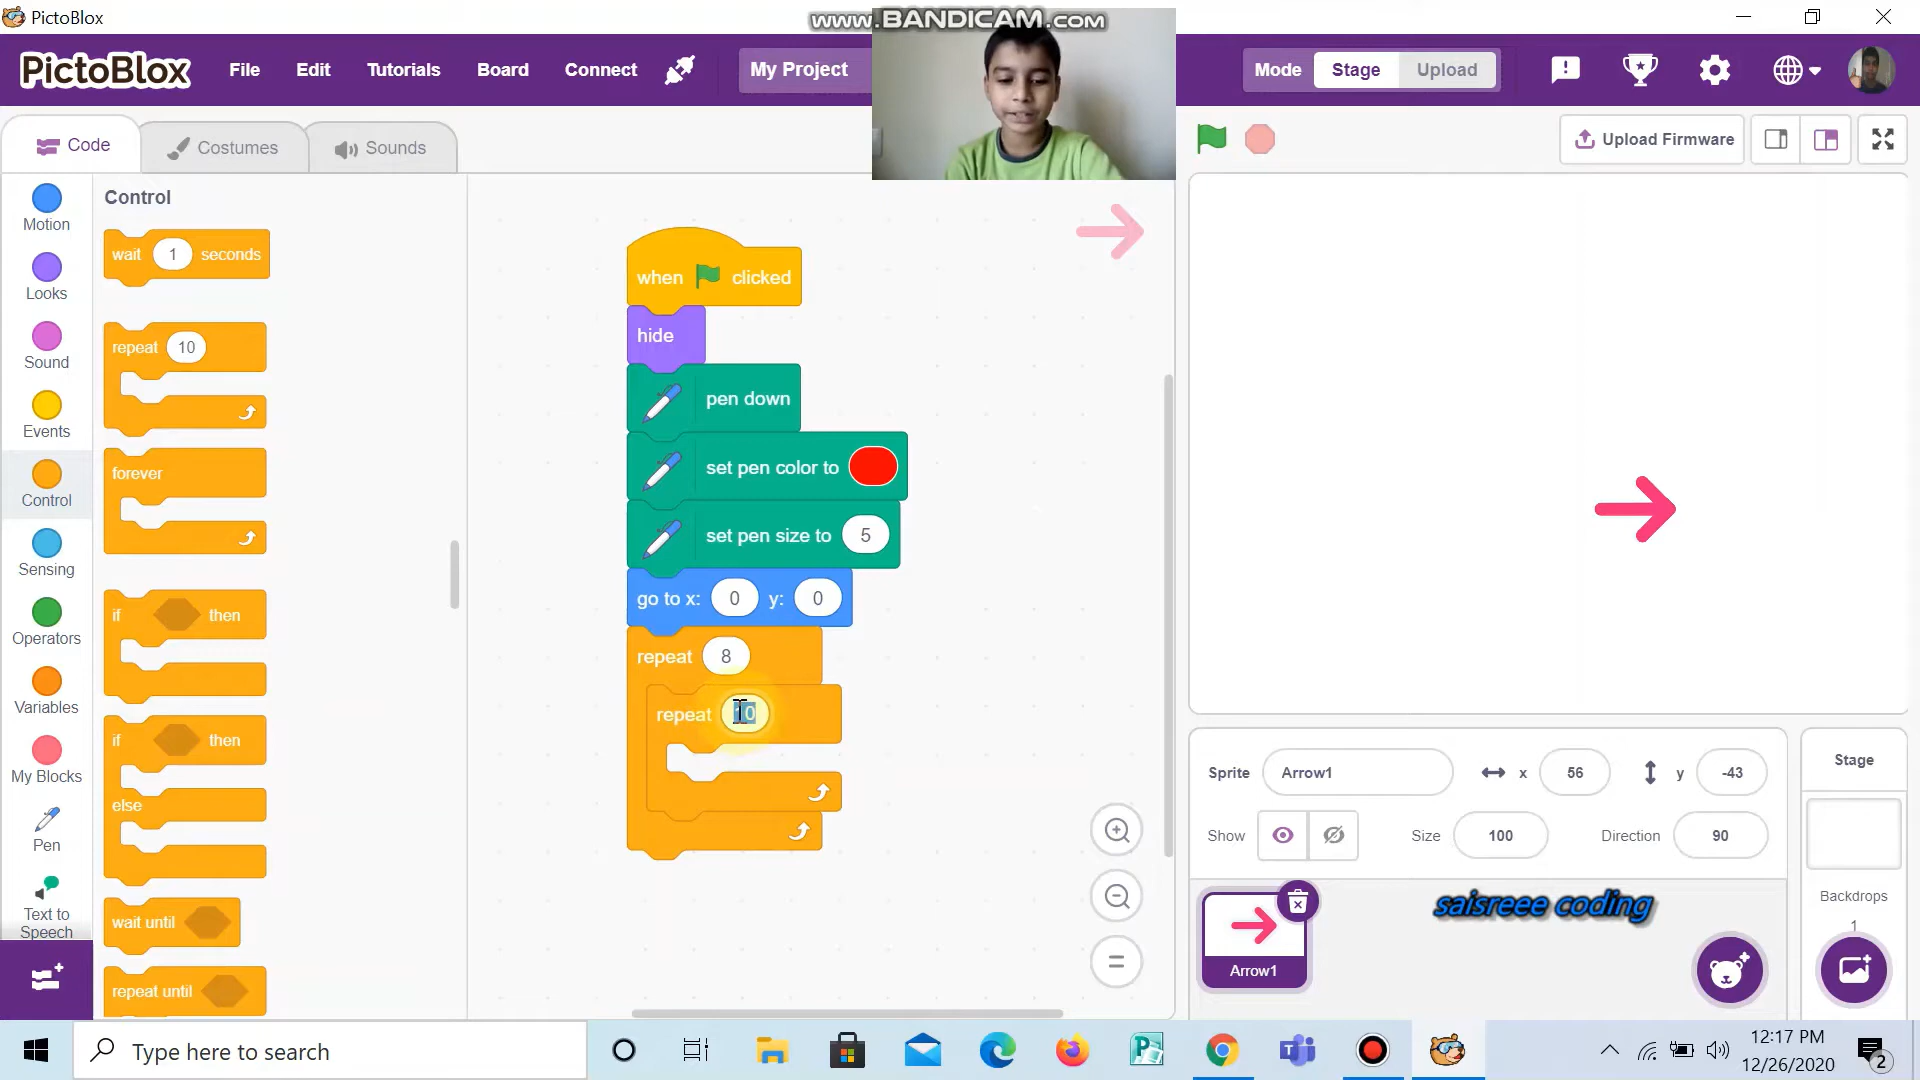 PictoBlox
www.BANDICAM.com
PictoBlox File Edit Tutorials Board Connect My Project Mode Stage Upload
Code Costumes Sounds Upload Firmware
Motion
Looks
Sound
Events
Control
Sensing
Operators
Variables
My Blocks
Pen
Text to
Speech
Control
wait 1 seconds
repeat 10
forever
if then
if then
else
wait until
repeat until
when clicked
hide
pen down
set pen color to
set pen size to 5
go to x: 0 y: 0
repeat 8
repeat 10
Sprite Arrow1 x 56 y -43
Show Size 100 Direction 90
Arrow1
saisreee coding
Stage
Backdrops
1
Type here to search
12:17 PM
12/26/2020
2